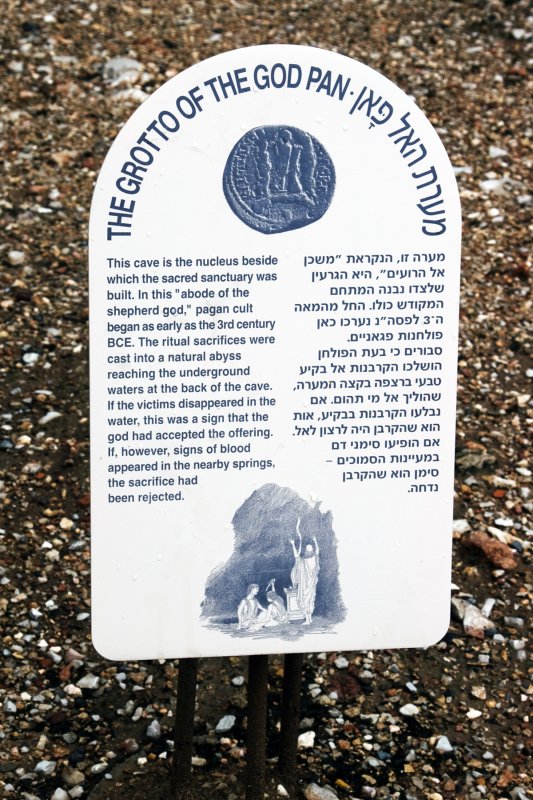 THE GROTTO OF THE GOD PAN · מערת האל פָּאן
This cave is the nucleus beside
which the sacred sanctuary was
built. In this "abode of the
shepherd god," pagan cult
began as early as the 3rd century
BCE. The ritual sacrifices were
cast into a natural abyss
reaching the underground
waters at the back of the cave.
If the victims disappeared in the
water, this was a sign that the
god had accepted the offering.
If, however, signs of blood
appeared in the nearby springs,
the sacrifice had
been rejected.
מערה זו, הנקראת "משכן
אל הרועים", היא הגרעין
שלצדו נבנה המתחם
המקודש כולו. החל מהמאה
ה־3 לפסה"נ נערכו כאן
פולחנות פגאניים.
סבורים כי בעת הפולחן
הושלכו הקרבנות אל בקיע
טבעי ברצפה בקצה המערה,
שהוליך אל מי תהום. אם
נבלעו הקרבנות בבקיע, אות
הוא שהקרבן היה לרצון לאל.
אם הופיעו סימני דם
במעיינות הסמוכים –
סימן הוא שהקרבן
נדחה.